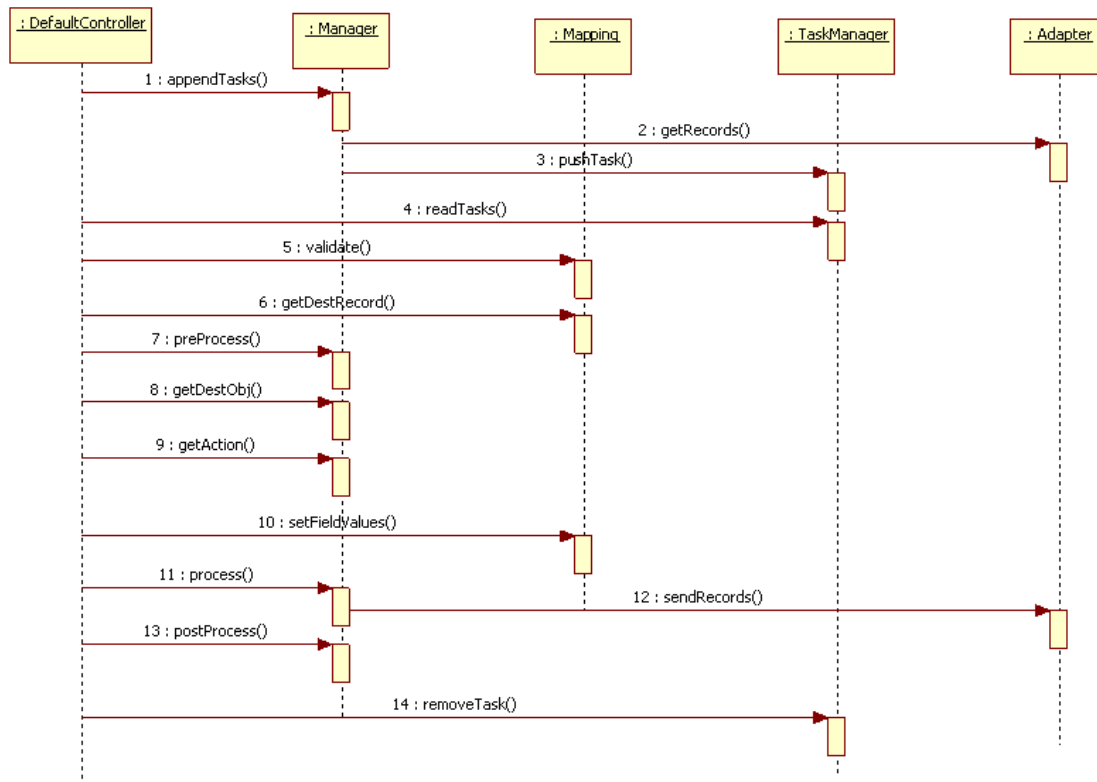 : DefaultController
: Manager
: Mapping
: TaskManager
: Adapter
1 : appendTasks()
2 : getRecords()
3 : pushTask()
4 : readTasks()
5 : validate()
6 : getDestRecord()
7 : preProcess()
8 : getDestObj()
9 : getAction()
10 : setFieldValues()
11 : process()
12 : sendRecords()
13 : postProcess()
14 : removeTask()